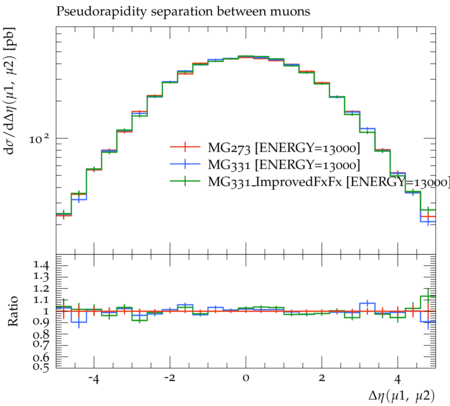 Pseudorapidity separation between muons
dσ/dΔη(μ1, μ2) [pb]
10²
MG273 [ENERGY=13000]
MG331 [ENERGY=13000]
MG331_ImprovedFxFx [ENERGY=13000]
Ratio
1.4
1.3
1.2
1.1
1
0.9
0.8
0.7
0.6
0.5
-4 -2 0 2 4
Δη(μ1, μ2)